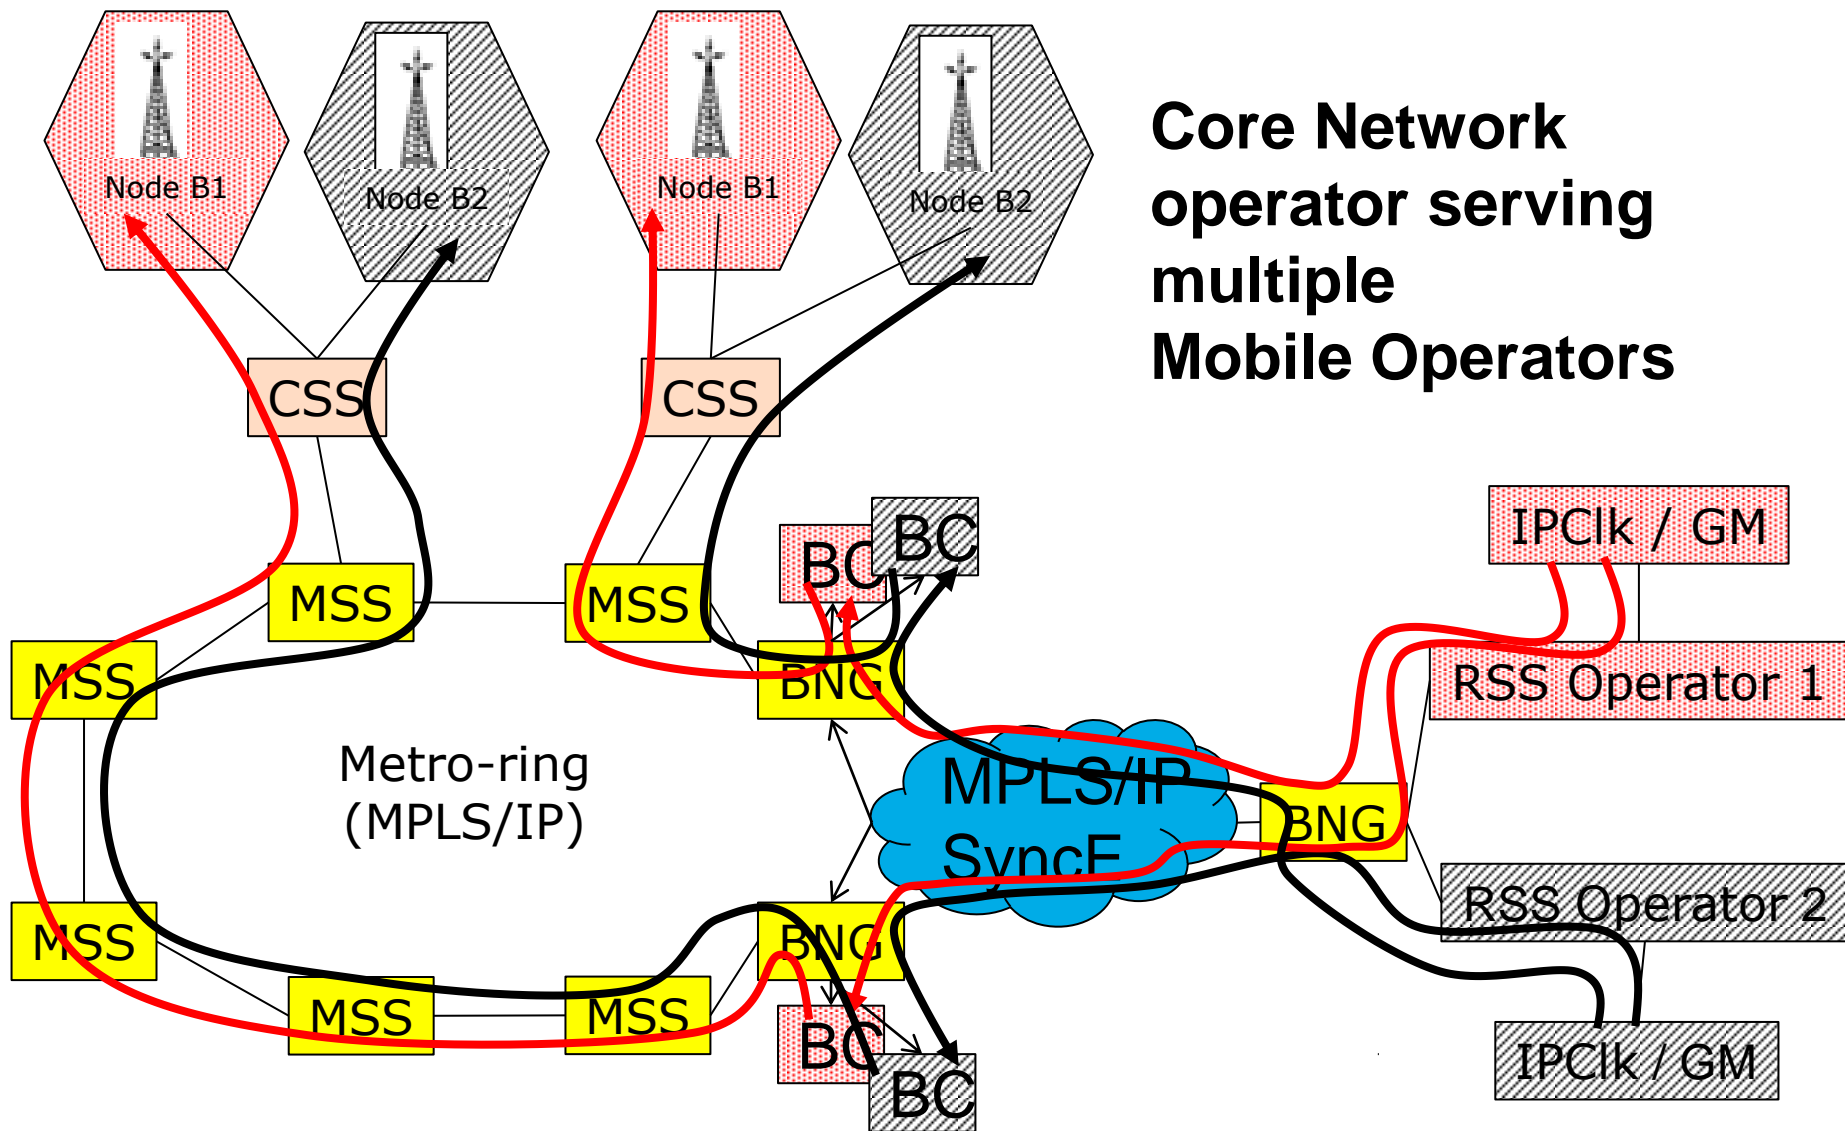 Node B1
Node B2
Node B1
Node B2
Core Network
operator serving
multiple
Mobile Operators
CSS
CSS
BC
BC
IPClk / GM
MSS
MSS
MSS
BNG
RSS Operator 1
Metro-ring
(MPLS/IP)
MPLS/IP
SyncE
BNG
RSS Operator 2
MSS
BNG
MSS
MSS
BC
BC
IPClk / GM